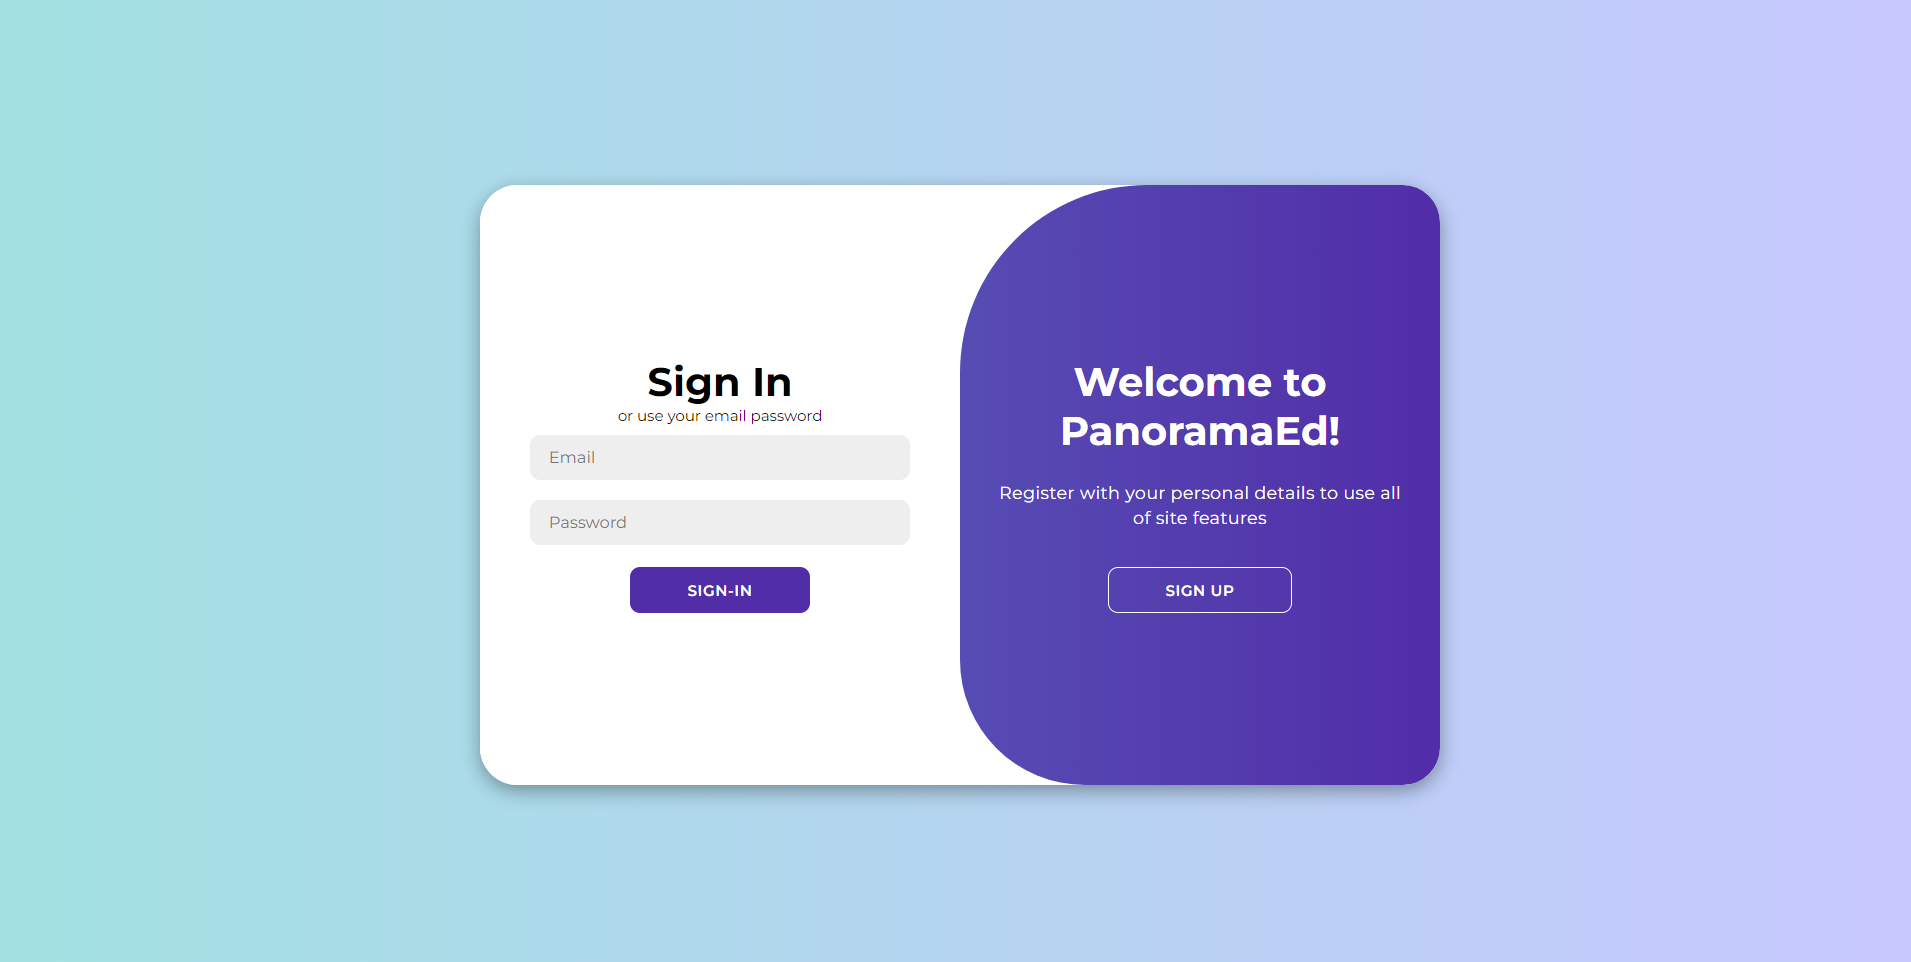 Sign In
or use your email password
Email
Password
SIGN-IN
Welcome to
PanoramaEd!
Register with your personal details to use all
of site features
SIGN UP